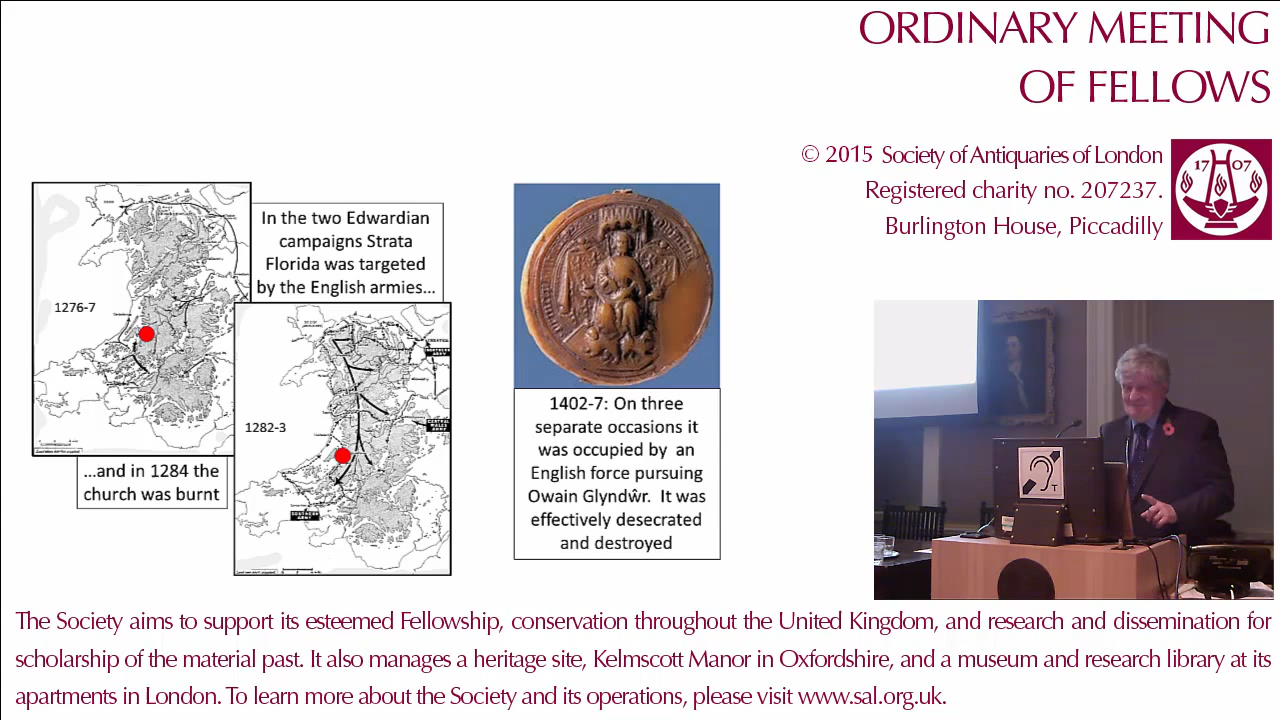 ORDINARY MEETING
OF FELLOWS
© 2015 Society of Antiquaries of London
Registered charity no. 207237.
Burlington House, Piccadilly
17 07
In the two Edwardian
campaigns Strata
Florida was targeted
by the English armies...
1276-7
1282-3
...and in 1284 the
church was burnt
SOUTHERN
ARMY
1402-7: On three
separate occasions it
was occupied by an
English force pursuing
Owain Glyndŵr. It was
effectively desecrated
and destroyed
T
The Society aims to support its esteemed Fellowship, conservation throughout the United Kingdom, and research and dissemination for
scholarship of the material past. It also manages a heritage site, Kelmscott Manor in Oxfordshire, and a museum and research library at its
apartments in London. To learn more about the Society and its operations, please visit www.sal.org.uk.